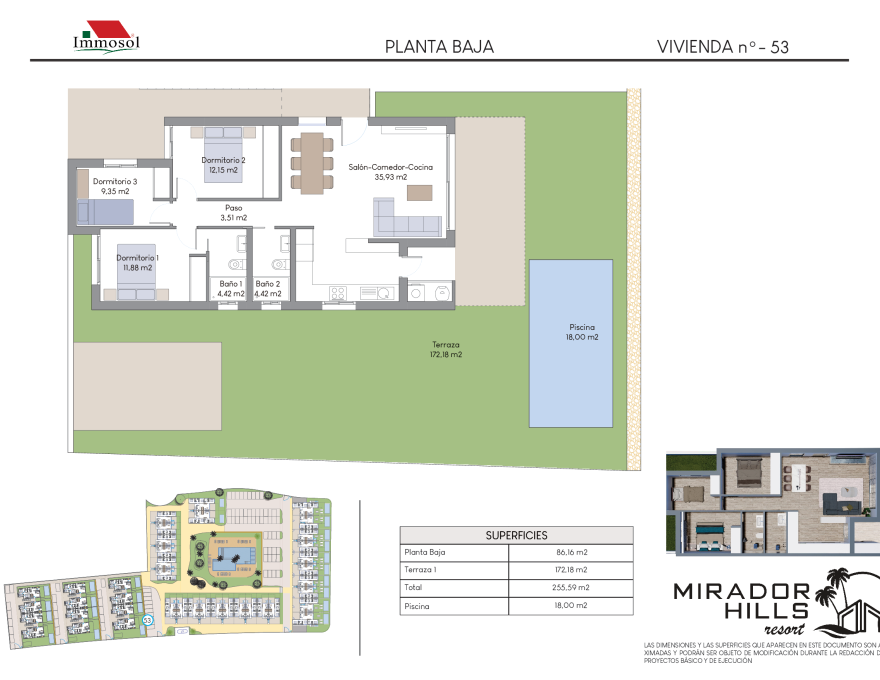 Immosol
PLANTA BAJA
VIVIENDA nº- 53
Dormitorio 2
12,15 m2
Dormitorio 3
9,35 m2
Salón-Comedor-Cocina
35,93 m2
Paso
3,51 m2
Dormitorio 1
11,88 m2
Baño 1
4,42 m2
Baño 2
4,42 m2
Piscina
18,00 m2
Terraza
172,18 m2
53
SUPERFICIES
Planta Baja 86,16 m2
Terraza 1 172,18 m2
Total 255,59 m2
Piscina 18,00 m2
MIRADOR
HILLS
resort
LAS DIMENSIONES Y LAS SUPERFICIES QUE APARECEN EN ESTE DOCUMENTO SON A
XIMADAS Y PODRÁN SER OBJETO DE MODIFICACIÓN DURANTE LA REDACCIÓN D
PROYECTOS BÁSICO Y DE EJECUCIÓN